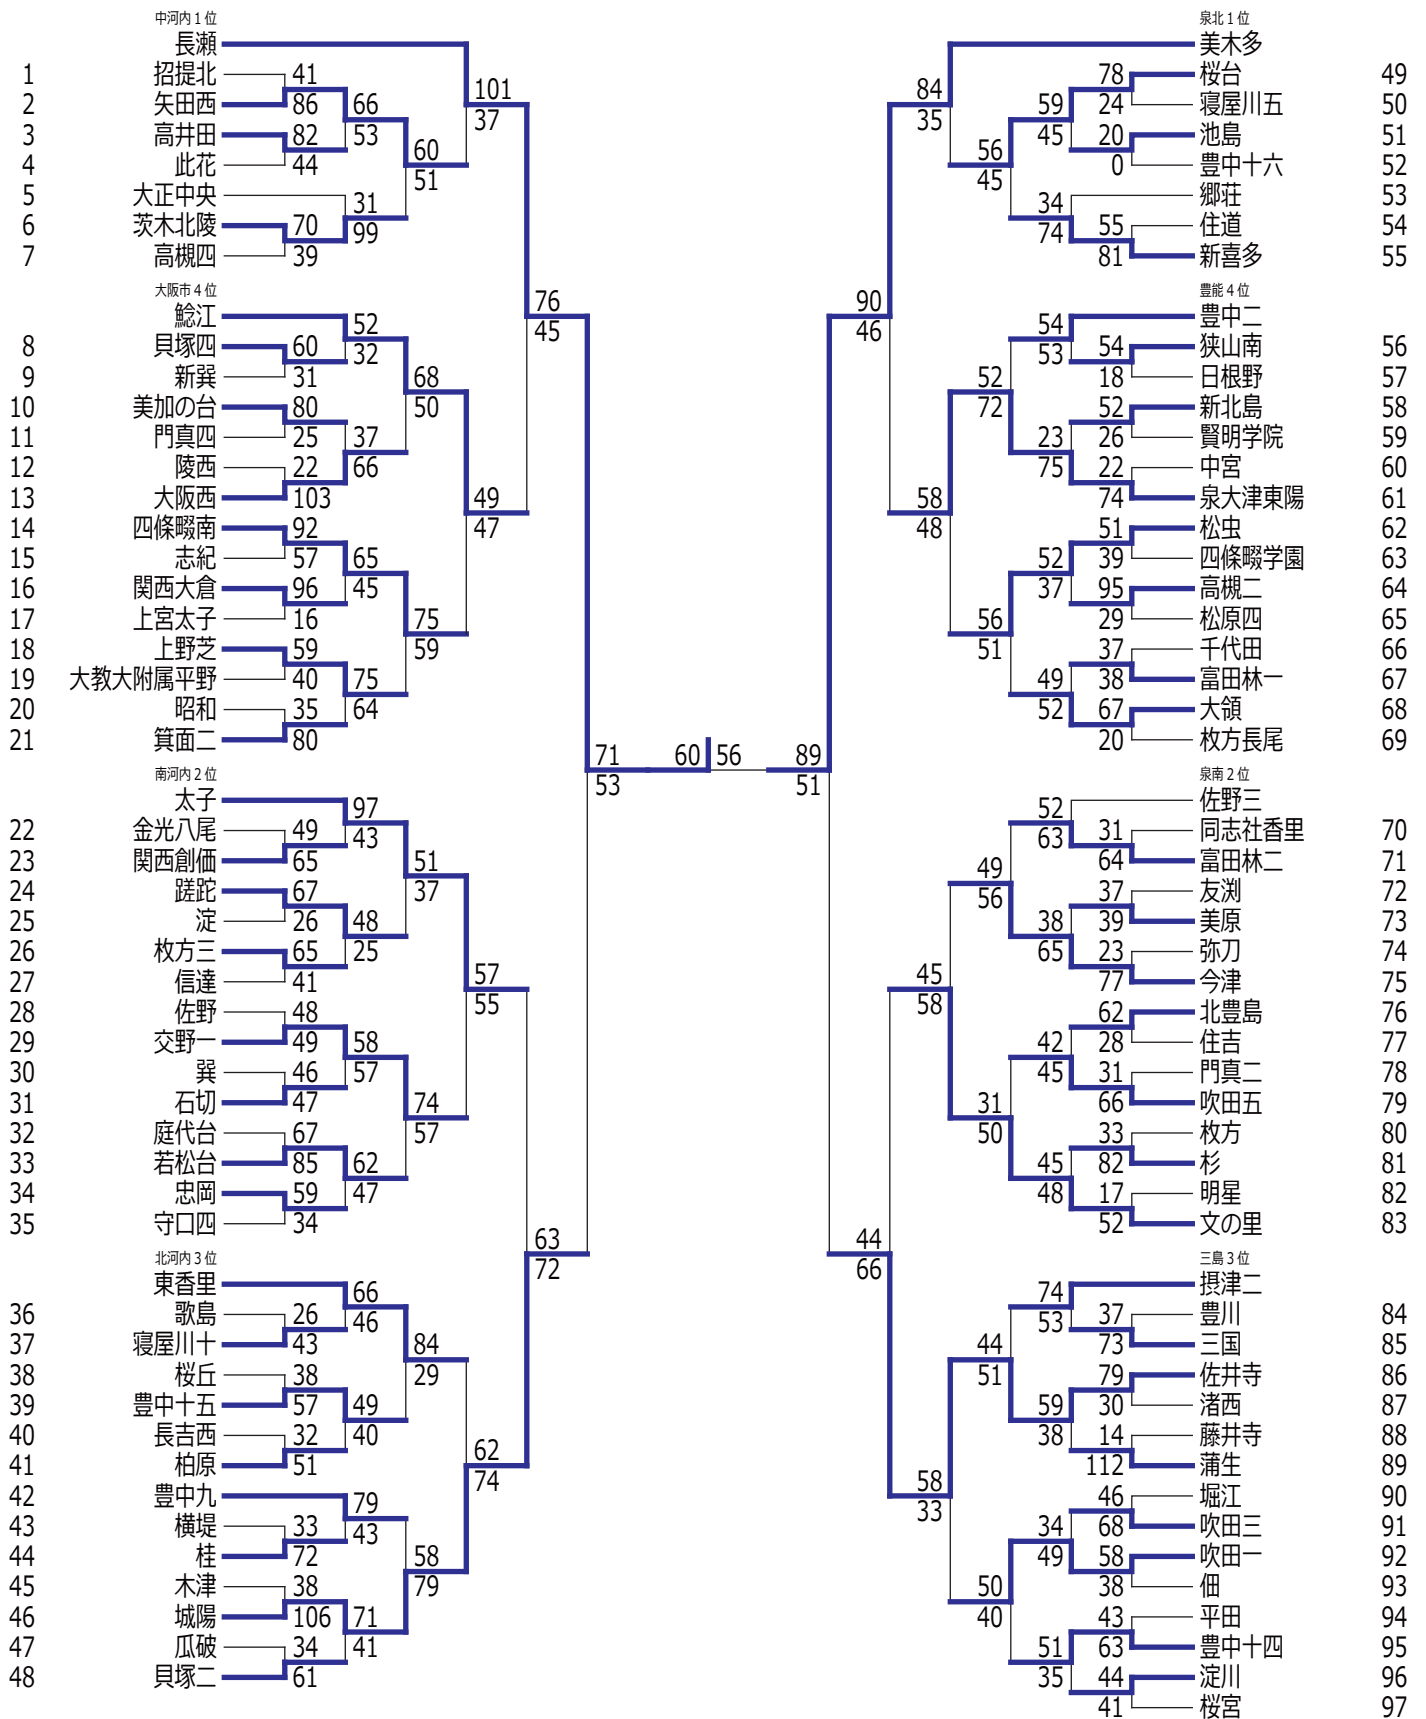 中河内 1 位
長瀬
1 招提北 41
2 矢田西 86
3 高井田 82
4 此花 44
5 大正中央
6 茨木北陵 70
7 高槻四 39
66
53
31
99
60
51
101
37
大阪市 4 位
鯰江
8 貝塚四 60
9 新巽 31
10 美加の台 80
11 門真四 25
12 陵西 22
13 大阪西 103
14 四條畷南 92
15 志紀 57
16 関西大倉 96
17 上宮太子 16
18 上野芝 59
19 大教大附属平野 40
20 昭和 35
21 箕面二 80
52
32
37
66
65
45
75
64
68
50
75
59
49
47
76
45
南河内 2 位
太子
22 金光八尾 49
23 関西創価 65
24 蹉跎 67
25 淀 26
26 枚方三 65
27 信達 41
28 佐野 48
29 交野一 49
30 巽 46
31 石切 47
32 庭代台 67
33 若松台 85
34 忠岡 59
35 守口四 34
97
43
48
25
58
57
62
47
51
37
74
57
57
55
北河内 3 位
東香里
36 歌島 26
37 寝屋川十 43
38 桜丘 38
39 豊中十五 57
40 長吉西 32
41 柏原 51
42 豊中九
43 横堤 33
44 桂 72
45 木津 38
46 城陽 106
47 瓜破 34
48 貝塚二 61
66
46
49
40
79
43
71
41
84
29
58
79
62
74
63
72
71
53
60 56
89
51
泉北 1 位
美木多
78 桜台 49
24 寝屋川五 50
20 池島 51
0 豊中十六 52
郷荘 53
55 住道 54
81 新喜多 55
59
45
34
74
56
45
84
35
豊能 4 位
豊中二
54 狭山南 56
18 日根野 57
52 新北島 58
26 賢明学院 59
22 中宮 60
74 泉大津東陽 61
51 松虫 62
39 四條畷学園 63
95 高槻二 64
29 松原四 65
37 千代田 66
38 富田林一 67
67 大領 68
20 枚方長尾 69
54
53
23
75
52
37
49
52
52
72
56
51
58
48
90
46
泉南 2 位
佐野三
31 同志社香里 70
64 富田林二 71
37 友渕 72
39 美原 73
23 弥刀 74
77 今津 75
62 北豊島 76
28 住吉 77
31 門真二 78
66 吹田五 79
33 枚方 80
82 杉 81
17 明星 82
52 文の里 83
52
63
38
65
42
45
45
48
49
56
31
50
45
58
三島 3 位
摂津二
37 豊川 84
73 三国 85
79 佐井寺 86
30 渚西 87
14 藤井寺 88
112 蒲生 89
46 堀江 90
68 吹田三 91
58 吹田一 92
38 佃 93
43 平田 94
63 豊中十四 95
44 淀川 96
41 桜宮 97
74
53
59
38
34
49
51
35
44
51
50
40
58
33
44
66